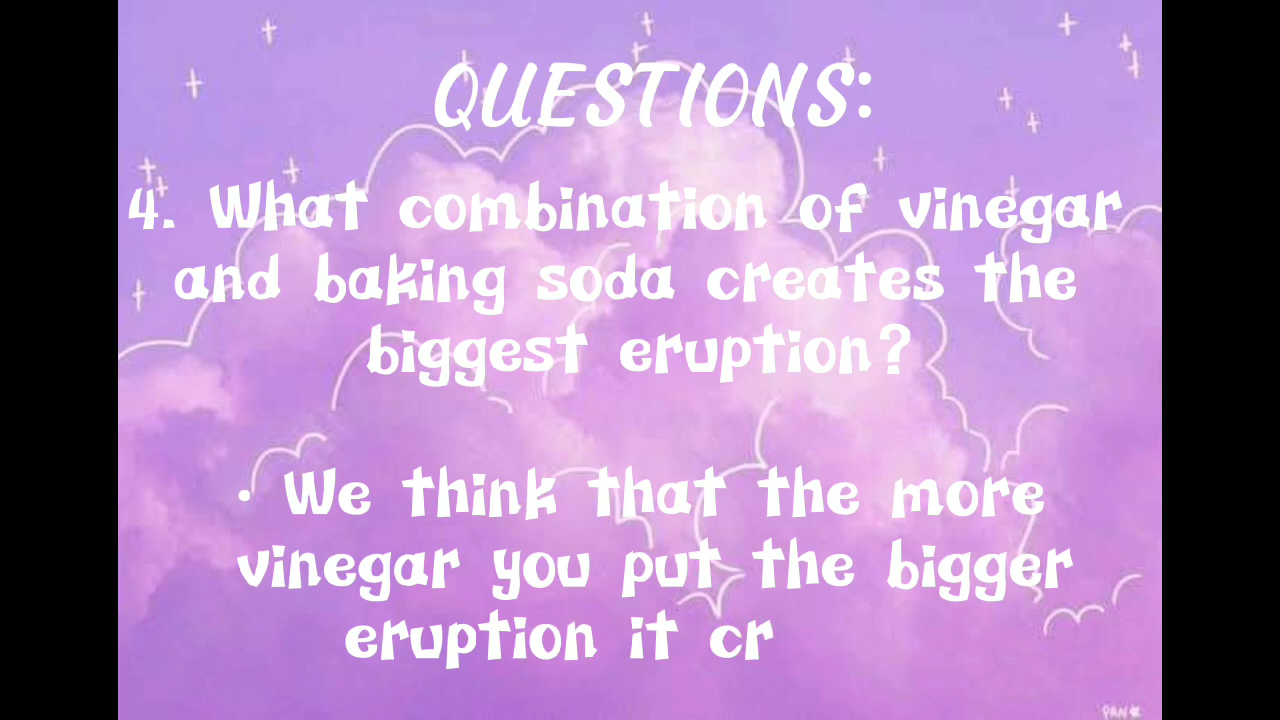 QUESTIONS:
4. What combination of vinegar
and baking soda creates the
biggest eruption?
· We think that the more
vinegar you put the bigger
eruption it cr